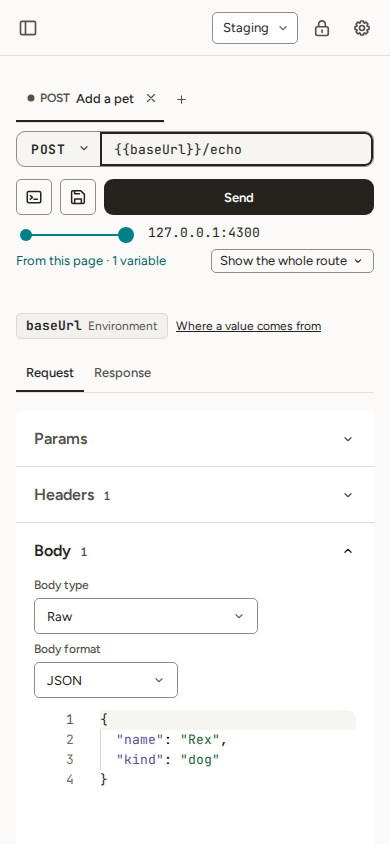 Staging
POST Add a pet
POST {{baseUrl}}/echo
Send
127.0.0.1:4300
From this page · 1 variable
Show the whole route
baseUrl Environment Where a value comes from
Request Response
Params
Headers 1
Body 1
Body type
Raw
Body format
JSON
1 {
2 "name": "Rex",
3 "kind": "dog"
4 }